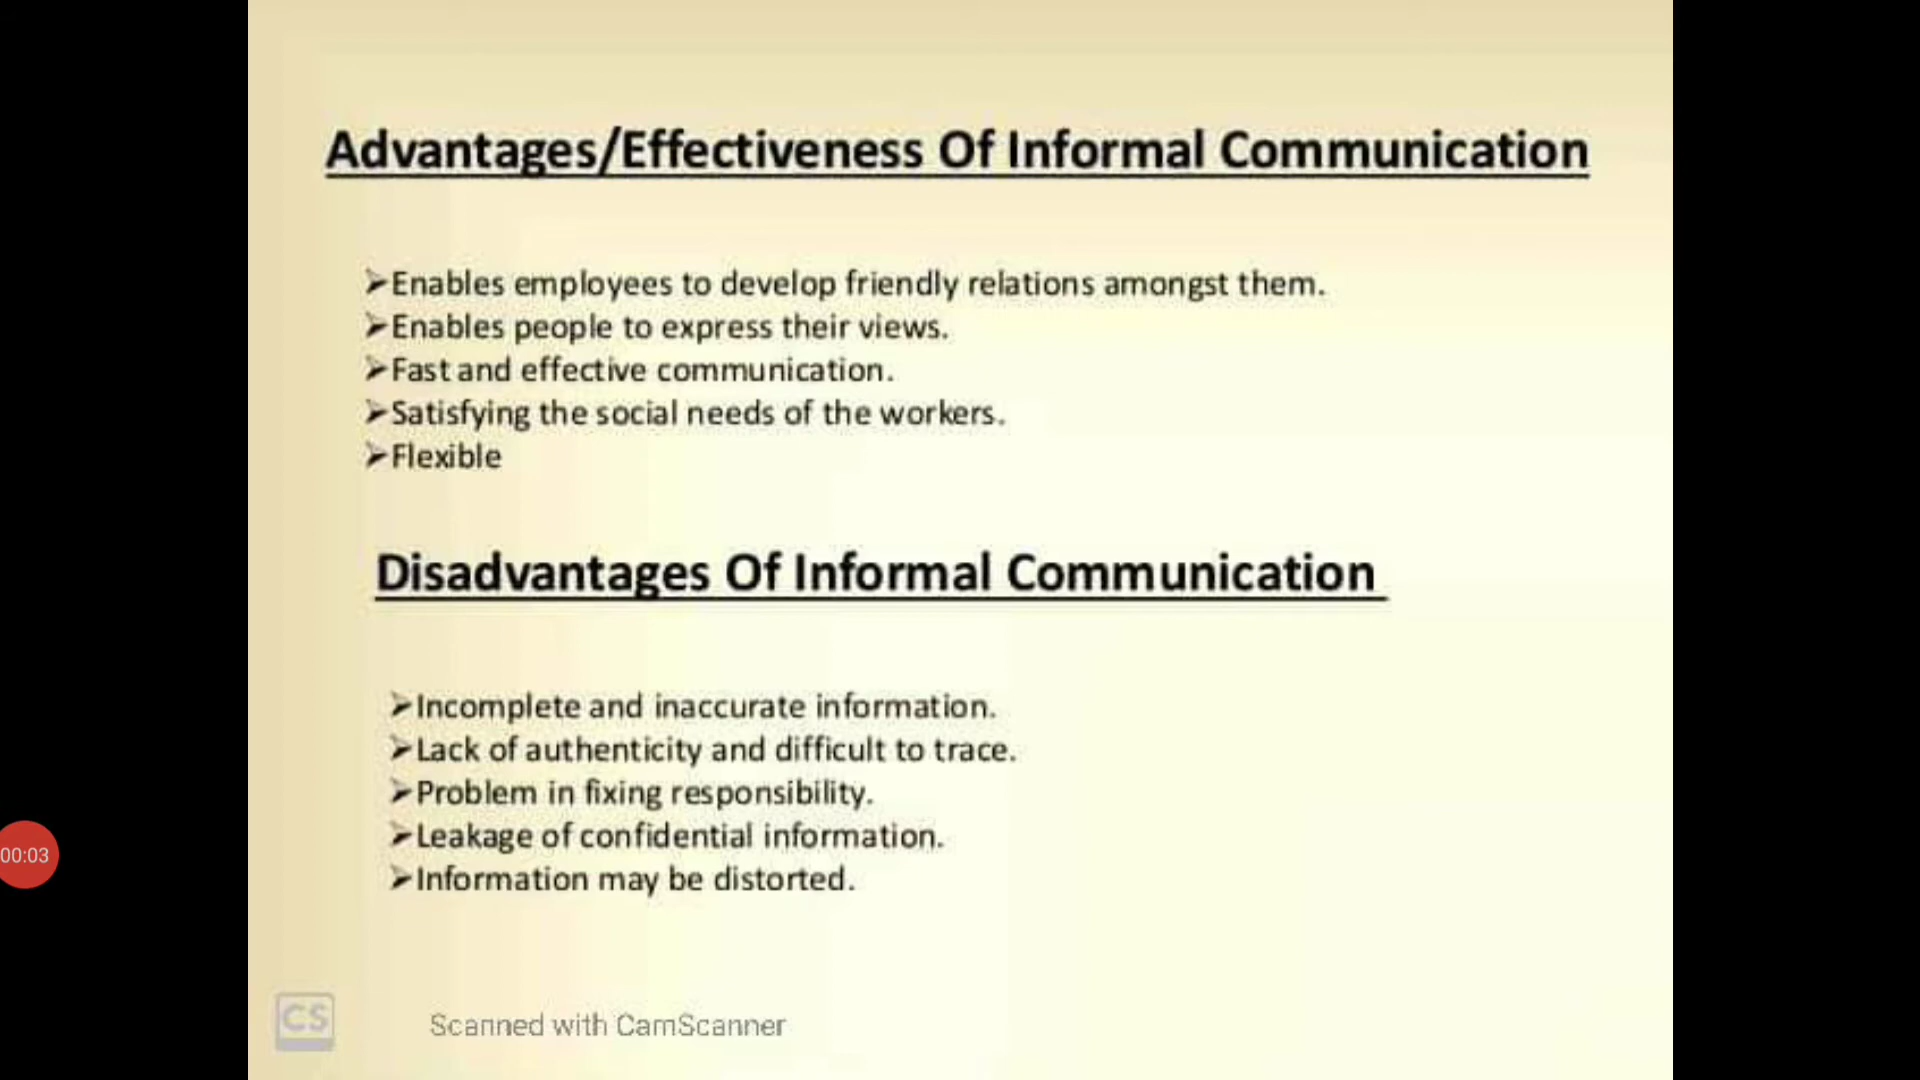 Advantages/Effectiveness Of Informal Communication
➢Enables employees to develop friendly relations amongst them.
➢Enables people to express their views.
➢Fast and effective communication.
➢Satisfying the social needs of the workers.
➢Flexible
Disadvantages Of Informal Communication
➢Incomplete and inaccurate information.
➢Lack of authenticity and difficult to trace.
➢Problem in fixing responsibility.
➢Leakage of confidential information.
➢Information may be distorted.
00:03
CS
Scanned with CamScanner